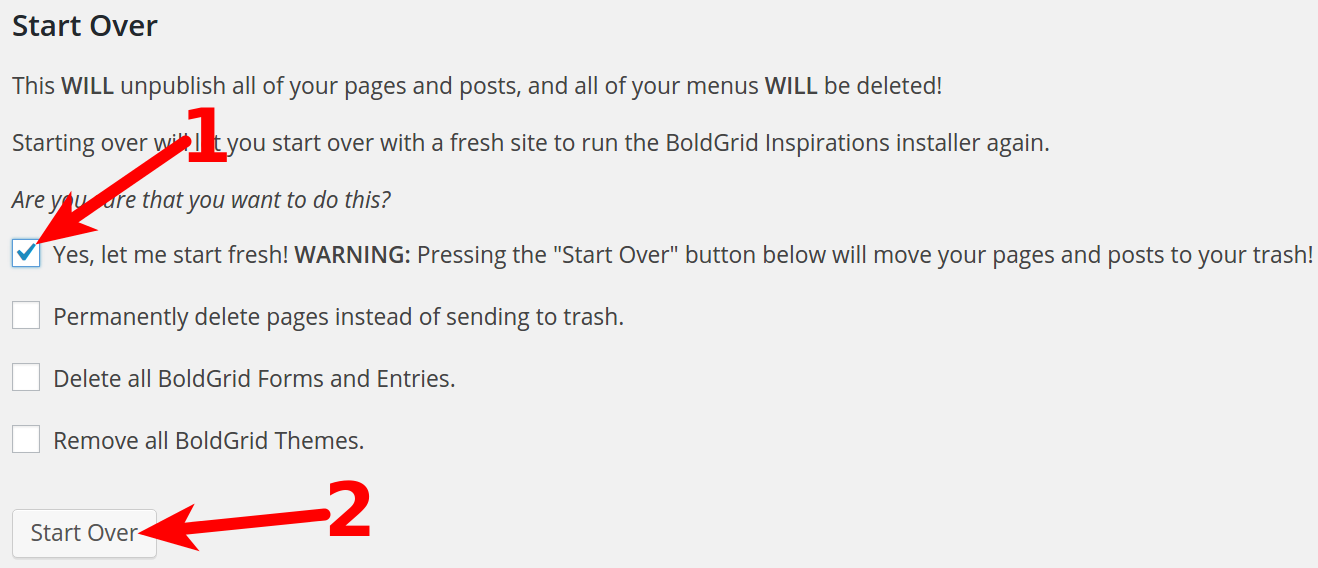 Start Over
This WILL unpublish all of your pages and posts, and all of your menus WILL be deleted!
1
Starting over will let you start over with a fresh site to run the BoldGrid Inspirations installer again.
Are you sure that you want to do this?
Yes, let me start fresh! WARNING: Pressing the "Start Over" button below will move your pages and posts to your trash!
Permanently delete pages instead of sending to trash.
Delete all BoldGrid Forms and Entries.
Remove all BoldGrid Themes.
2
Start Over